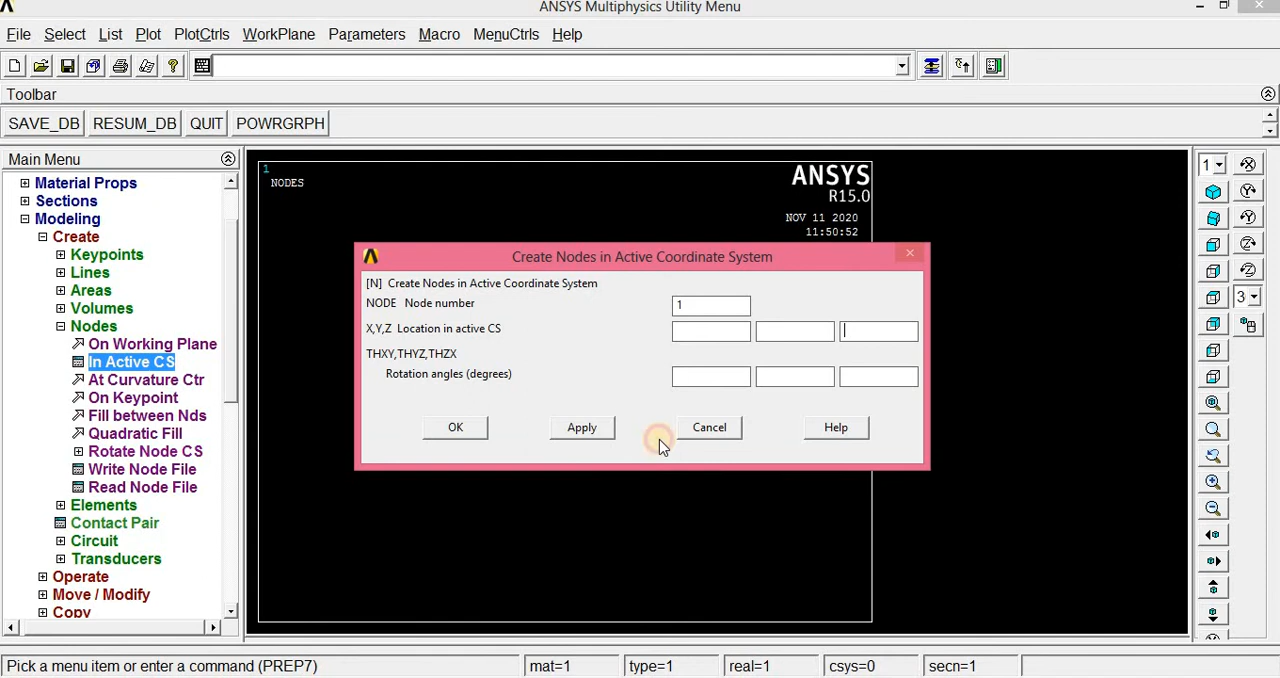 ANSYS Multiphysics Utility Menu
File Select List Plot PlotCtrls WorkPlane Parameters Macro MenuCtrls Help
Toolbar
SAVE_DB RESUM_DB QUIT POWRGRPH
Main Menu
Material Props
Sections
Modeling
Create
Keypoints
Lines
Areas
Volumes
Nodes
On Working Plane
In Active CS
At Curvature Ctr
On Keypoint
Fill between Nds
Quadratic Fill
Rotate Node CS
Write Node File
Read Node File
Elements
Contact Pair
Circuit
Transducers
Operate
Move / Modify
Copy
1
NODES
ANSYS
R15.0
NOV 11 2020
11:50:52
Create Nodes in Active Coordinate System
[N] Create Nodes in Active Coordinate System
NODE Node number 1
X,Y,Z Location in active CS
THXY,THYZ,THZX
Rotation angles (degrees)
OK Apply Cancel Help
1
3
Pick a menu item or enter a command (PREP7) mat=1 type=1 real=1 csys=0 secn=1